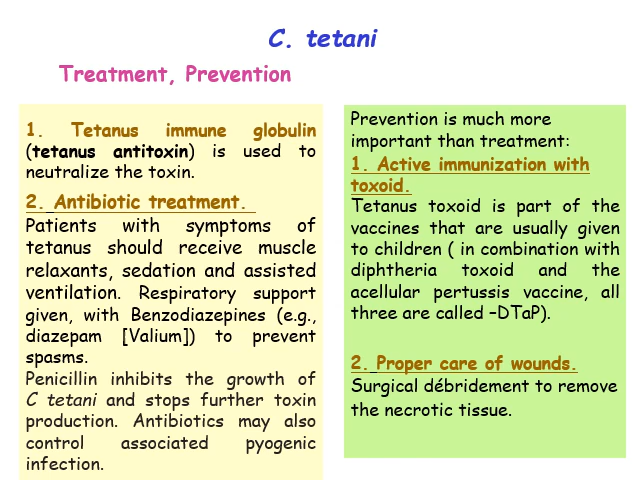 C. tetani
Treatment, Prevention
1. Tetanus immune globulin
(tetanus antitoxin) is used to
neutralize the toxin.
2. Antibiotic treatment.
Patients with symptoms of
tetanus should receive muscle
relaxants, sedation and assisted
ventilation. Respiratory support
given, with Benzodiazepines (e.g.,
diazepam [Valium]) to prevent
spasms.
Penicillin inhibits the growth of
C tetani and stops further toxin
production. Antibiotics may also
control associated pyogenic
infection.
Prevention is much more
important than treatment:
1. Active immunization with
toxoid.
Tetanus toxoid is part of the
vaccines that are usually given
to children ( in combination with
diphtheria toxoid and the
acellular pertussis vaccine, all
three are called –DTaP).
2. Proper care of wounds.
Surgical débridement to remove
the necrotic tissue.